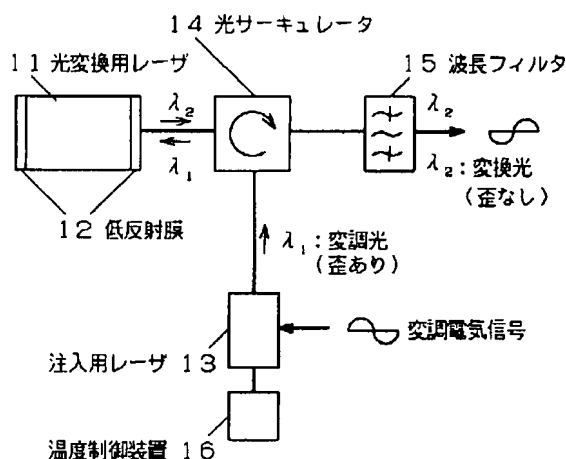 14 光サーキュレータ
11 光変換用レーザ
15 波長フィルタ
λ₂
λ₁
λ₂
λ₂：変換光
（歪なし）
12 低反射膜
λ₁：変調光
（歪あり）
変調電気信号
注入用レーザ 13
温度制御装置 16